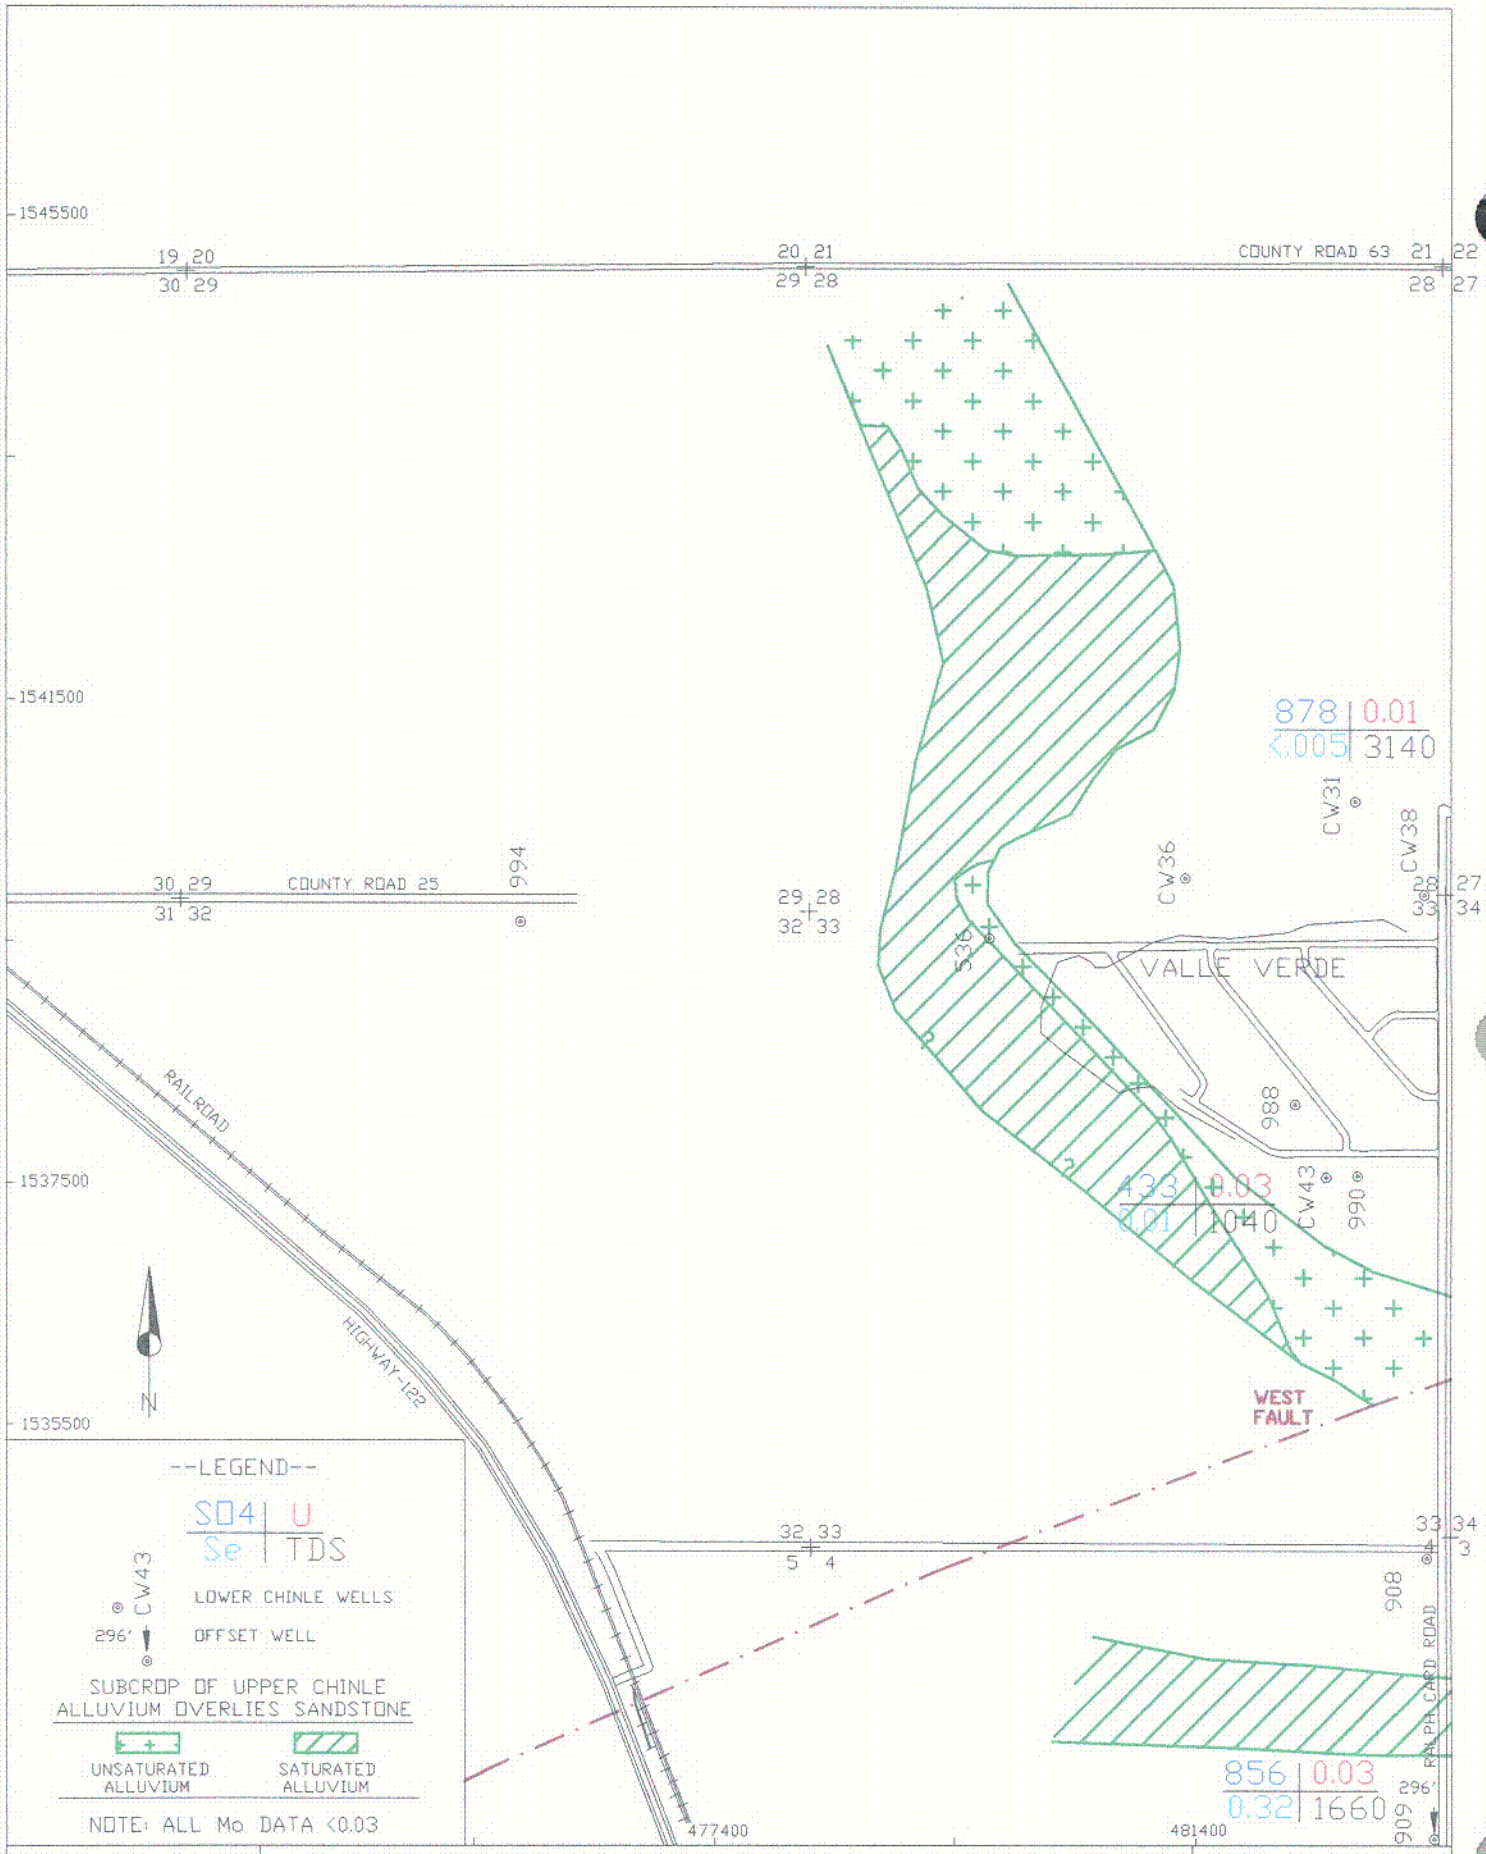 1545500
19 20
30 29
20 21
29 28
COUNTY ROAD 63
21 22
28 27
1541500
878 0.01
<.005 3140
CW31
CW38
CW36
994
30 29
31 32
COUNTY ROAD 25
29 28
32 33
28 27
33 34
536
VALLE VERDE
?
RAILROAD
988
?
1537500
433 0.03
0.01 1040
CW43
990
HIGHWAY-122
N
WEST
FAULT
1535500
--LEGEND--
SO4 U
Se TDS
CW43
LOWER CHINLE WELLS
296'
OFFSET WELL
SUBCROP OF UPPER CHINLE
ALLUVIUM OVERLIES SANDSTONE
UNSATURATED
ALLUVIUM
SATURATED
ALLUVIUM
NOTE: ALL Mo DATA <0.03
32 33
5 4
33 34
4 3
908
RALPH CARD ROAD
856 0.03
0.32 1660
296'
909
477400
481400